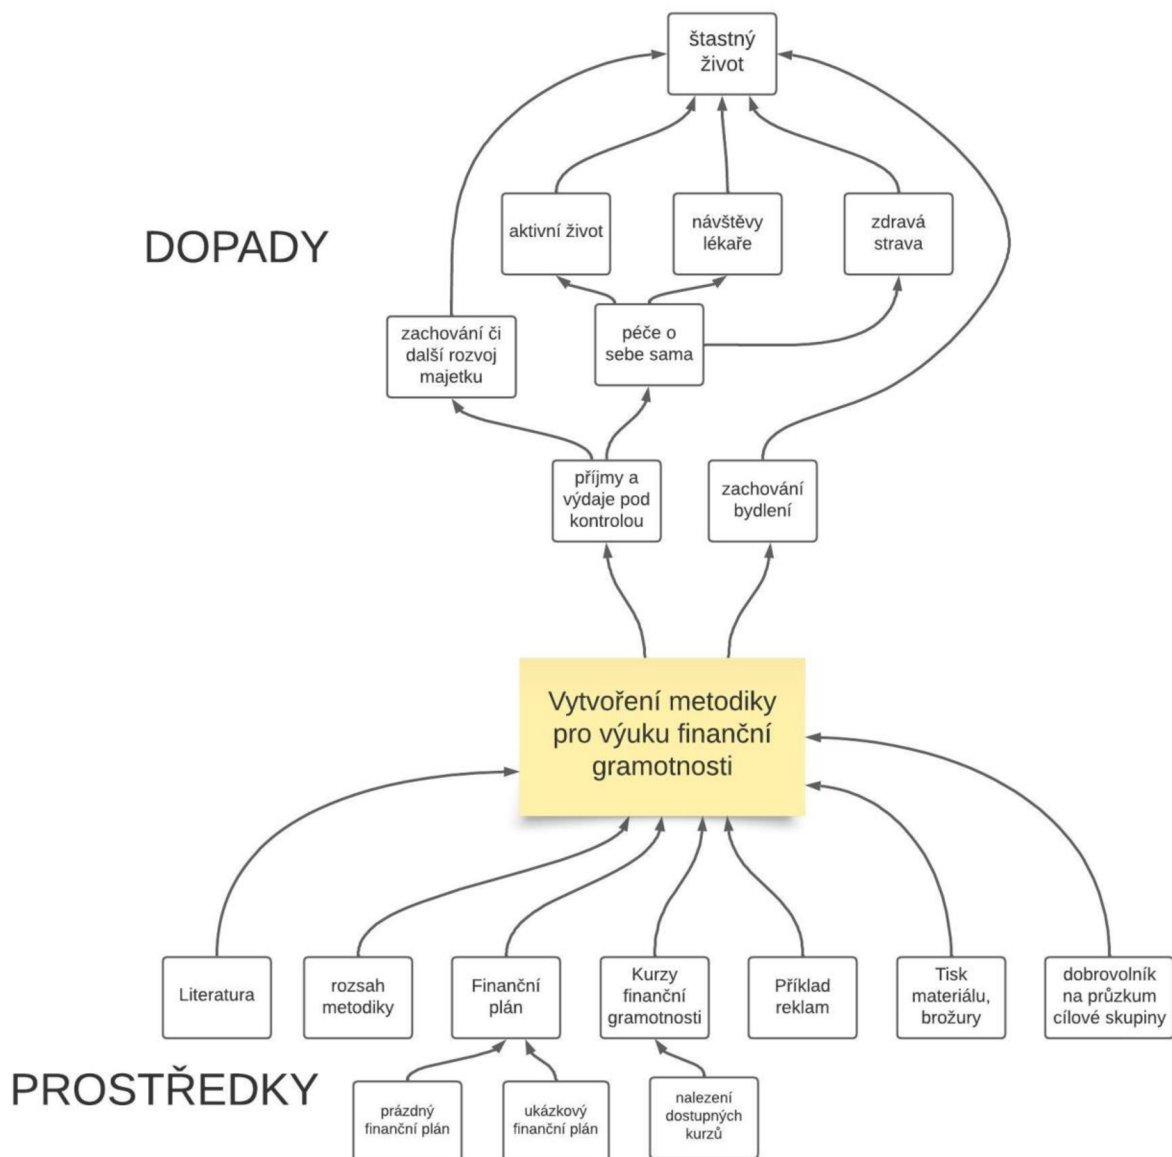 štastný
život
aktivní život
návštěvy
lékaře
zdravá
strava
DOPADY
zachování či
další rozvoj
majetku
péče o
sebe sama
příjmy a
výdaje pod
kontrolou
zachování
bydlení
Vytvoření metodiky
pro výuku finanční
gramotnosti
Literatura
rozsah
metodiky
Finanční
plán
Kurzy
finanční
gramotnosti
Příklad
reklam
Tisk
materiálu,
brožury
dobrovolník
na průzkum
cílové skupiny
PROSTŘEDKY
prázdný
finanční plán
ukázkový
finanční plán
nalezení
dostupných
kurzů